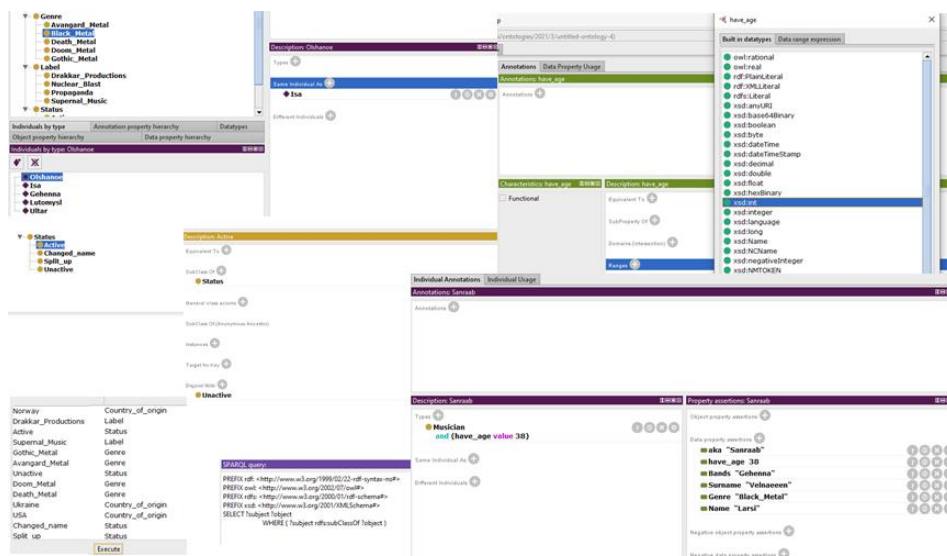 Genre
Avangard_Metal
Black_Metal
Death_Metal
Doom_Metal
Gothic_Metal
Label
Drakkar_Productions
Nuclear_Blast
Propaganda
Supernal_Music
Status
Individuals by type
Annotation property hierarchy
Datatypes
Object property hierarchy
Data property hierarchy
Individuals by type: Olshanoe
Olshanoe
Isa
Gehenna
Lutomysl
Ultar
Description: Olshanoe
Types
Same Individual As
Isa
Different Individuals
/ontologies/2021/3/untitled-ontology-4)
Annotations
Data Property Usage
Annotations: have_age
Annotations
Characteristics: have_age
Functional
Description: have_age
Equivalent To
SubProperty Of
Domains (intersection)
Ranges
have_age
Built in datatypes
Data range expression
owl:rational
owl:real
rdf:PlainLiteral
rdf:XMLLiteral
rdfs:Literal
xsd:anyURI
xsd:base64Binary
xsd:boolean
xsd:byte
xsd:dateTime
xsd:dateTimeStamp
xsd:decimal
xsd:double
xsd:float
xsd:hexBinary
xsd:int
xsd:integer
xsd:language
xsd:long
xsd:Name
xsd:NCName
xsd:negativeInteger
xsd:NMTOKEN
Status
Active
Changed_name
Split_up
Unactive
Description: Active
Equivalent To
SubClass Of
Status
General class axioms
SubClass Of (Anonymous Ancestor)
Instances
Target for Key
Disjoint With
Unactive
Individual Annotations
Individual Usage
Annotations: Sanraab
Annotations
Description: Sanraab
Types
Musician
and (have_age value 38)
Same Individual As
Different Individuals
Property assertions: Sanraab
Object property assertions
Data property assertions
aka "Sanraab"
have_age 38
Bands "Gehenna"
Surname "Velnaeeen"
Genre "Black_Metal"
Name "Larsi"
Negative object property assertions
Negative data property assertions
Norway Country_of_origin
Drakkar_Productions Label
Active Status
Supernal_Music Label
Gothic_Metal Genre
Avangard_Metal Genre
Unactive Status
Doom_Metal Genre
Death_Metal Genre
Ukraine Country_of_origin
USA Country_of_origin
Changed_name Status
Split_up Status
Execute
SPARQL query:
PREFIX rdf: <http://www.w3.org/1999/02/22-rdf-syntax-ns#>
PREFIX owl: <http://www.w3.org/2002/07/owl#>
PREFIX rdfs: <http://www.w3.org/2000/01/rdf-schema#>
PREFIX xsd: <http://www.w3.org/2001/XMLSchema#>
SELECT ?subject ?object
WHERE { ?subject rdfs:subClassOf ?object }